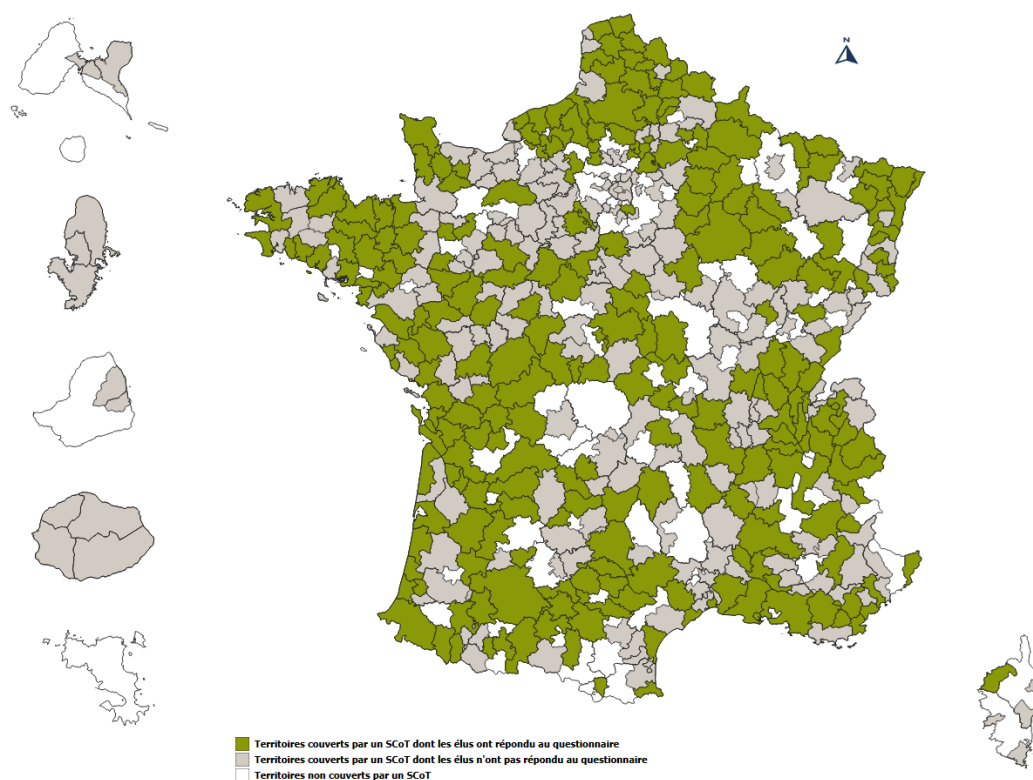 N
Territoires couverts par un SCoT dont les élus ont répondu au questionnaire
Territoires couverts par un SCoT dont les élus n'ont pas répondu au questionnaire
Territoires non couverts par un SCoT